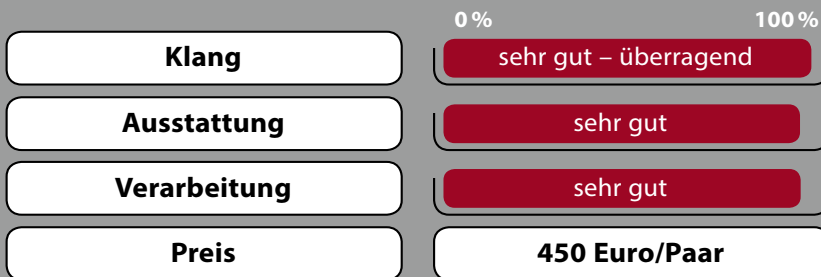 0 % 100 %
Klang sehr gut – überragend
Ausstattung sehr gut
Verarbeitung sehr gut
Preis 450 Euro/Paar